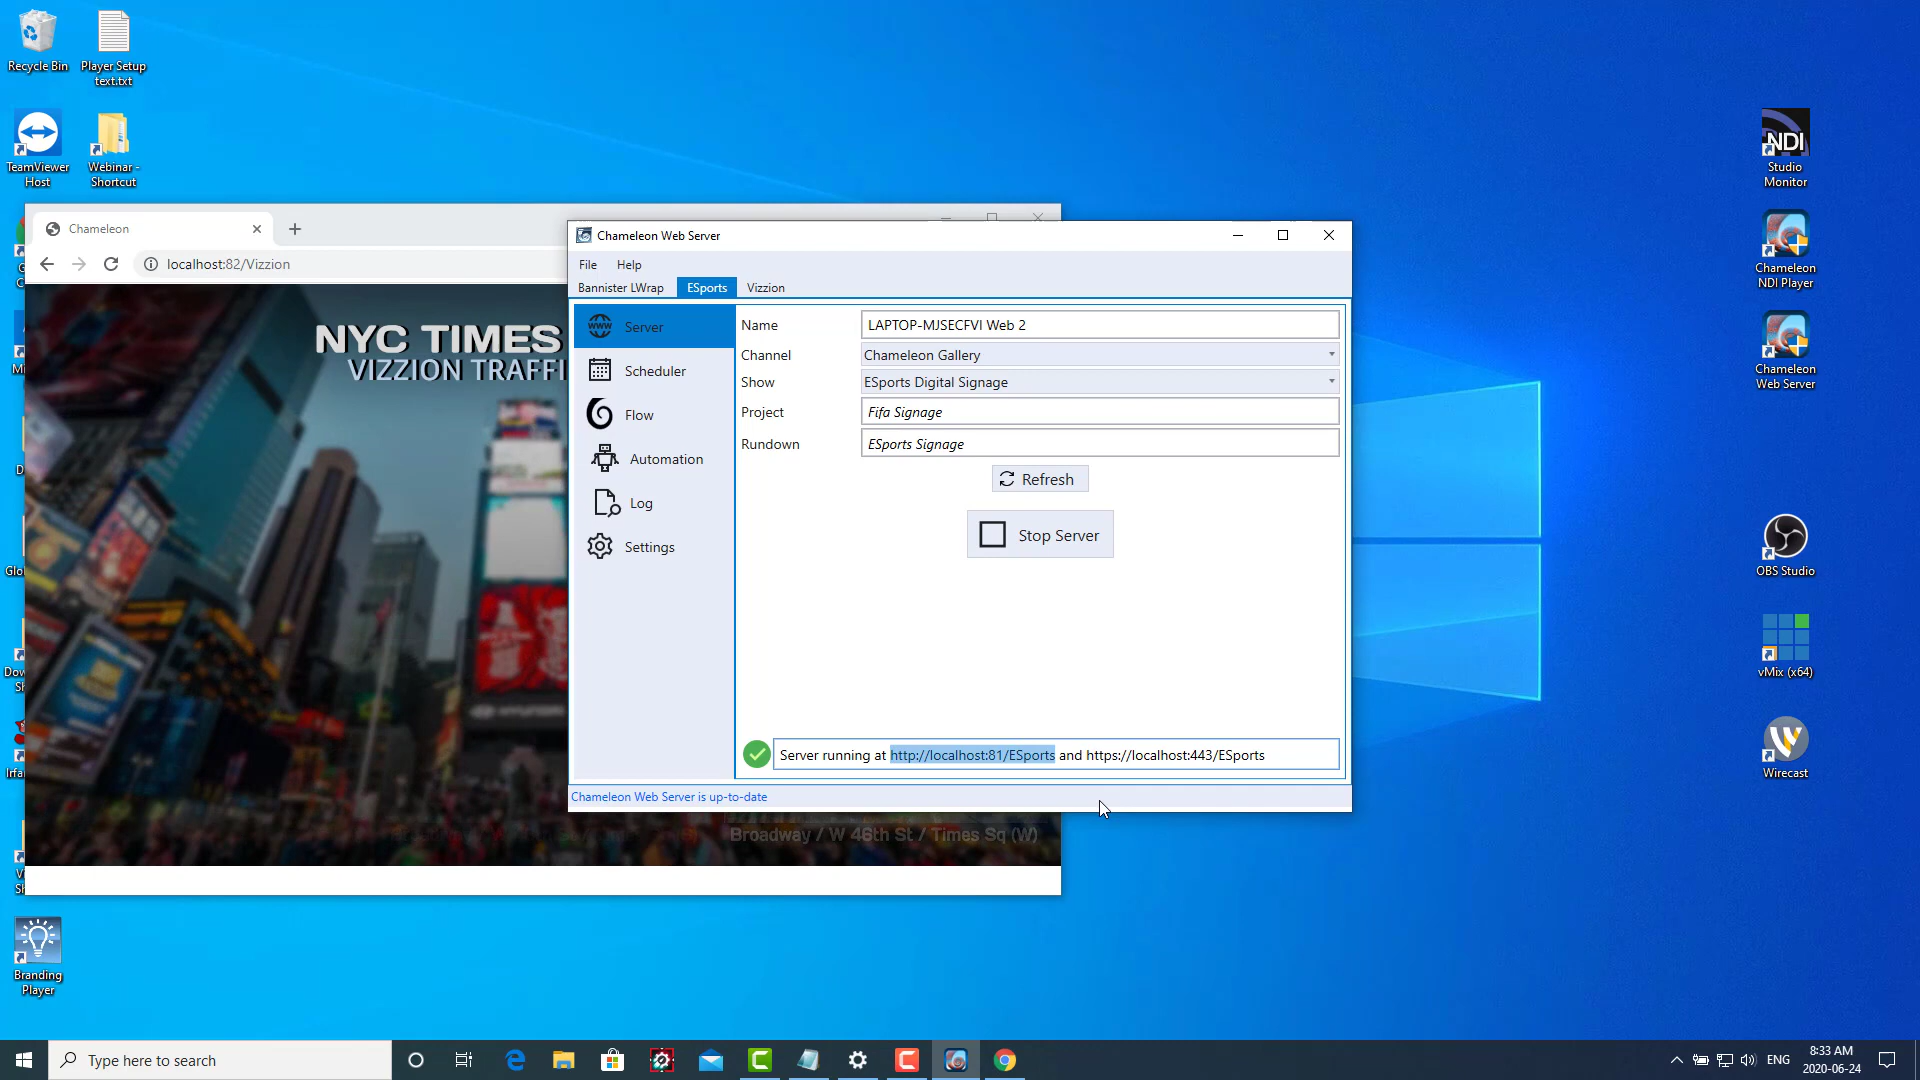 Recycle Bin
Player Setup
text.txt
TeamViewer
Host
Webinar -
Shortcut
Chameleon
localhost:82/Vizzion
NYC TIMES
VIZZION TRAFFI
Broadway / W 46th St / Times Sq (W)
Chameleon Web Server
File
Help
Bannister LWrap
ESports
Vizzion
Server
Scheduler
Flow
Automation
Log
Settings
Name
LAPTOP-MJSECFVI Web 2
Channel
Chameleon Gallery
Show
ESports Digital Signage
Project
Fifa Signage
Rundown
ESports Signage
Refresh
Stop Server
Server running at http://localhost:81/ESports and https://localhost:443/ESports
Chameleon Web Server is up-to-date
NDI
Studio
Monitor
Chameleon
NDI Player
Chameleon
Web Server
OBS Studio
vMix (x64)
Wirecast
Branding
Player
Type here to search
ENG
8:33 AM
2020-06-24